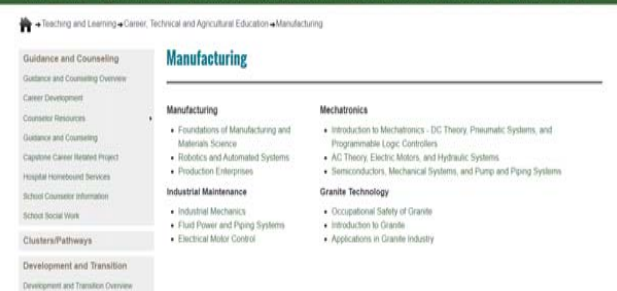 Teaching and Learning Career, Technical and Agricultural Education Manufacturing
Guidance and Counseling
Guidance and Counseling Overview
Career Development
Counselor Resources
Guidance and Counseling
Capstone Career Related Project
Hospital Homebound Services
School Counselor Information
School Social Work
Clusters/Pathways
Development and Transition
Development and Transition Overview
Manufacturing
Manufacturing
• Foundations of Manufacturing and
Materials Science
• Robotics and Automated Systems
• Production Enterprises
Industrial Maintenance
• Industrial Mechanics
• Fluid Power and Piping Systems
• Electrical Motor Control
Mechatronics
• Introduction to Mechatronics - DC Theory, Pneumatic Systems, and
Programmable Logic Controllers
• AC Theory, Electric Motors, and Hydraulic Systems
• Semiconductors, Mechanical Systems, and Pump and Piping Systems
Granite Technology
• Occupational Safety of Granite
• Introduction to Granite
• Applications in Granite Industry